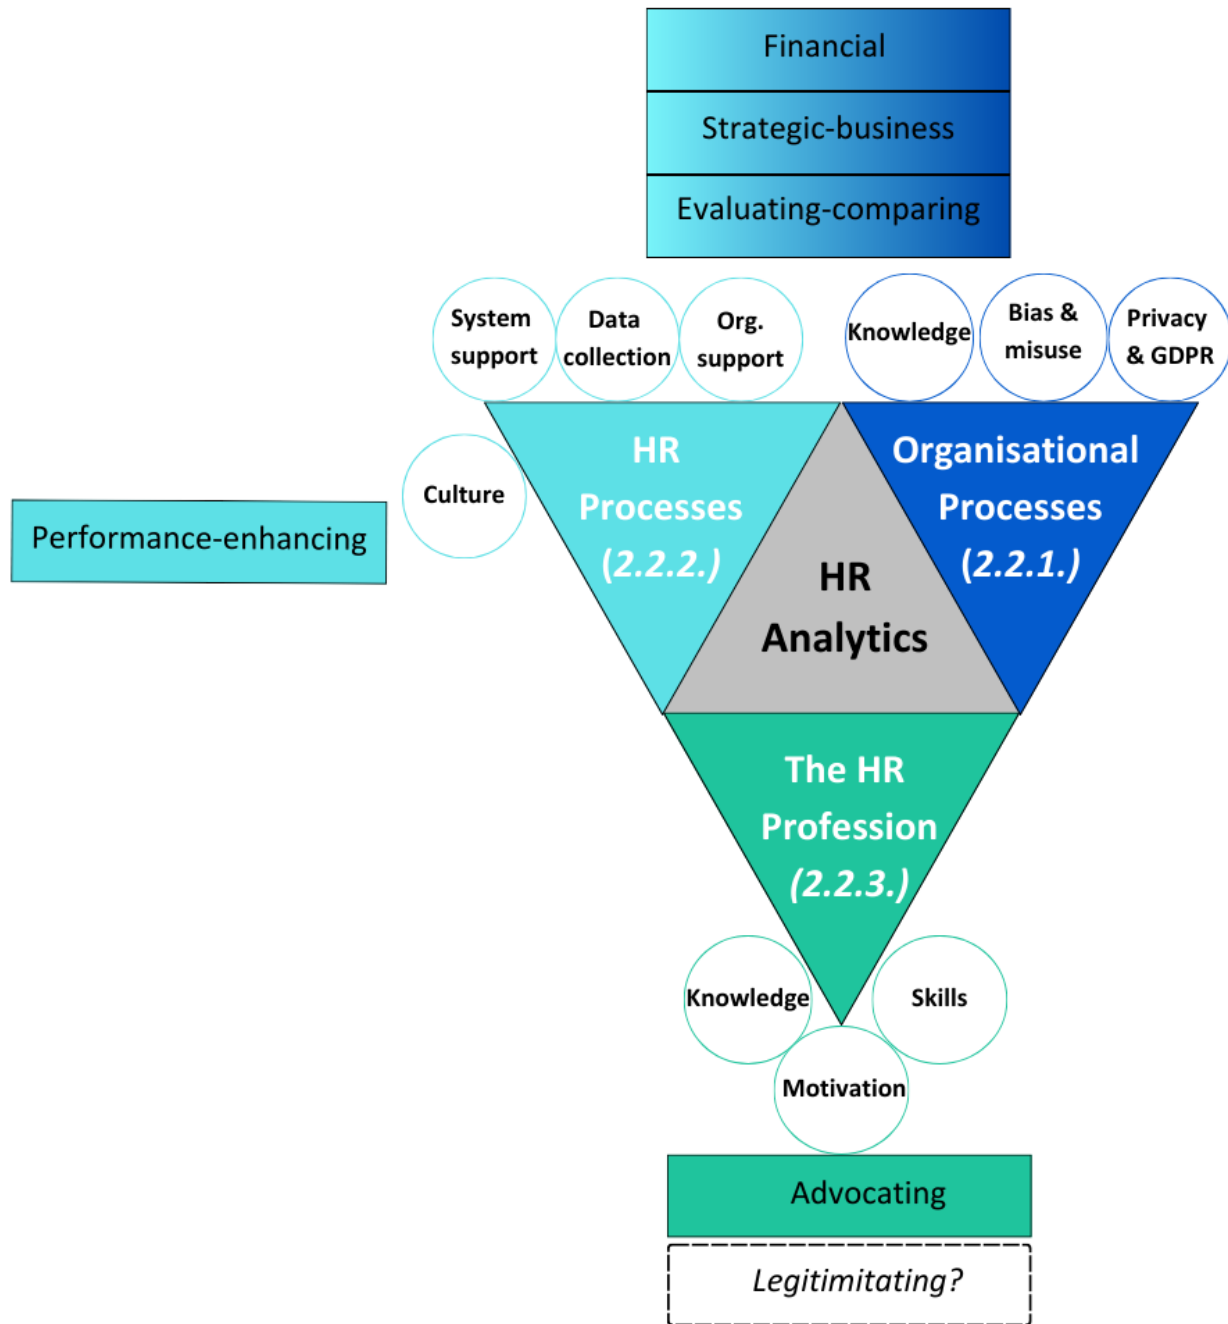 Financial
Strategic-business
Evaluating-comparing
System
support
Data
collection
Org.
support
Knowledge
Bias &
misuse
Privacy
& GDPR
Culture
Performance-enhancing
HR
Processes
(2.2.2.)
Organisational
Processes
(2.2.1.)
HR
Analytics
The HR
Profession
(2.2.3.)
Knowledge
Skills
Motivation
Advocating
Legitimitating?